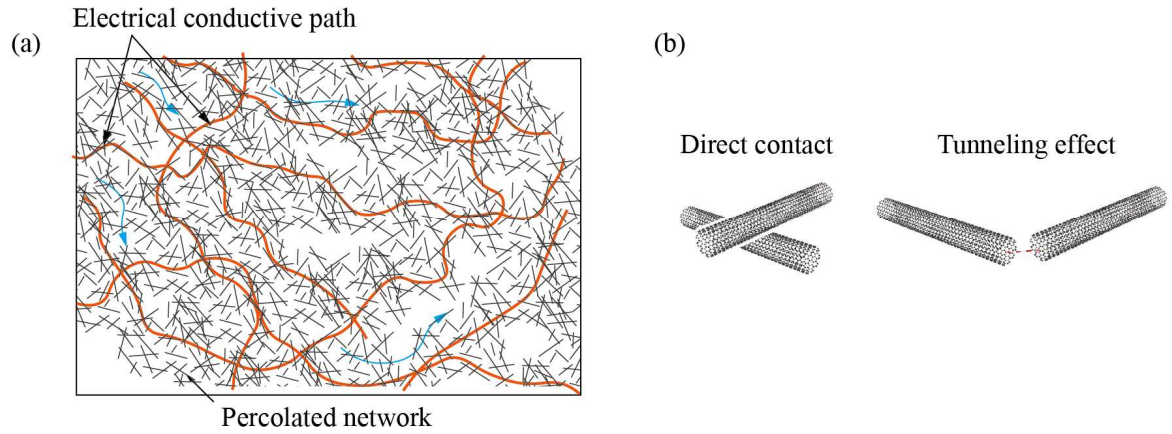 Electrical conductive path
(a)
(b)
Direct contact
Tunneling effect
Percolated network